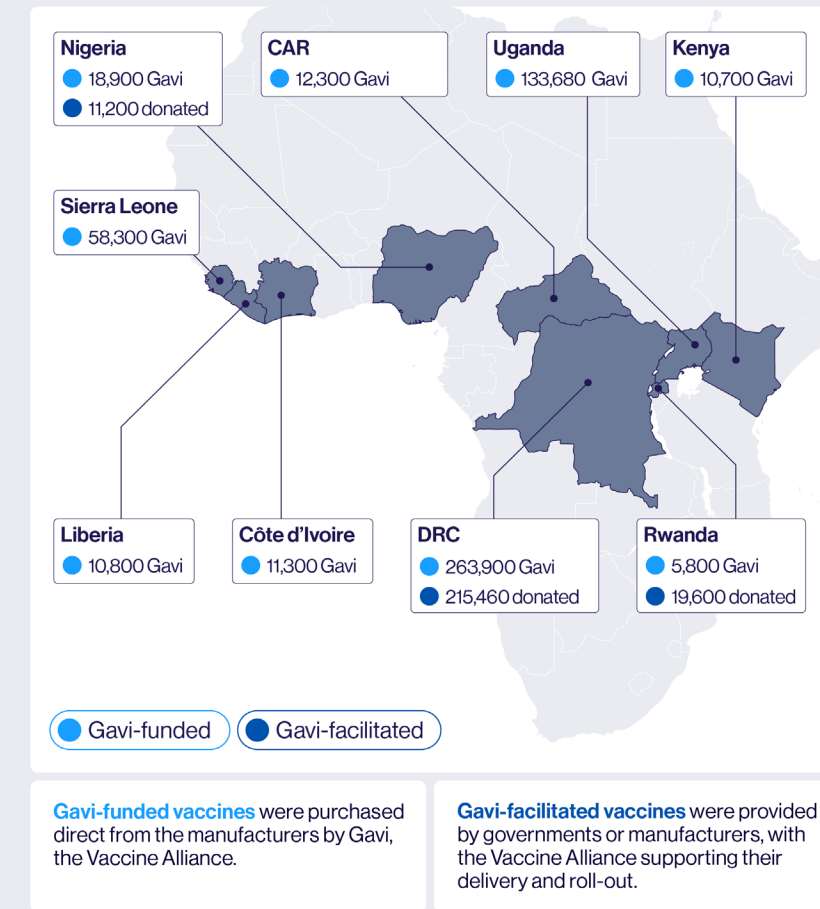 Nigeria
18,900 Gavi
11,200 donated
CAR
12,300 Gavi
Uganda
133,680 Gavi
Kenya
10,700 Gavi
Sierra Leone
58,300 Gavi
Liberia
10,800 Gavi
Côte d’Ivoire
11,300 Gavi
DRC
263,900 Gavi
215,460 donated
Rwanda
5,800 Gavi
19,600 donated
Gavi-funded
Gavi-facilitated
Gavi-funded vaccines were purchased
direct from the manufacturers by Gavi,
the Vaccine Alliance.
Gavi-facilitated vaccines were provided
by governments or manufacturers, with
the Vaccine Alliance supporting their
delivery and roll-out.